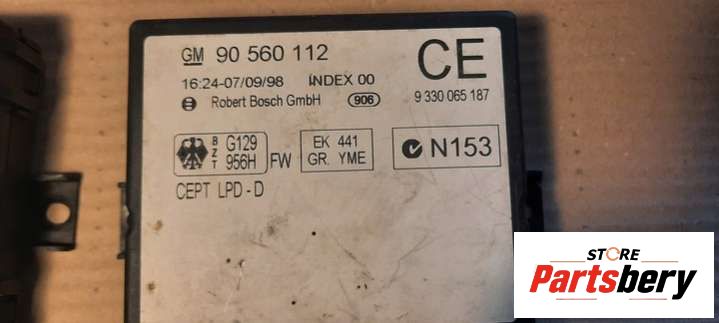 GM 90 560 112
CE
16:24-07/09/98 INDEX 00
9 330 065 187
Robert Bosch GmbH 906
BZT G129
956H FW
EK 441
GR. YME
N153
CEPT LPD - D
STORE
Partsbery